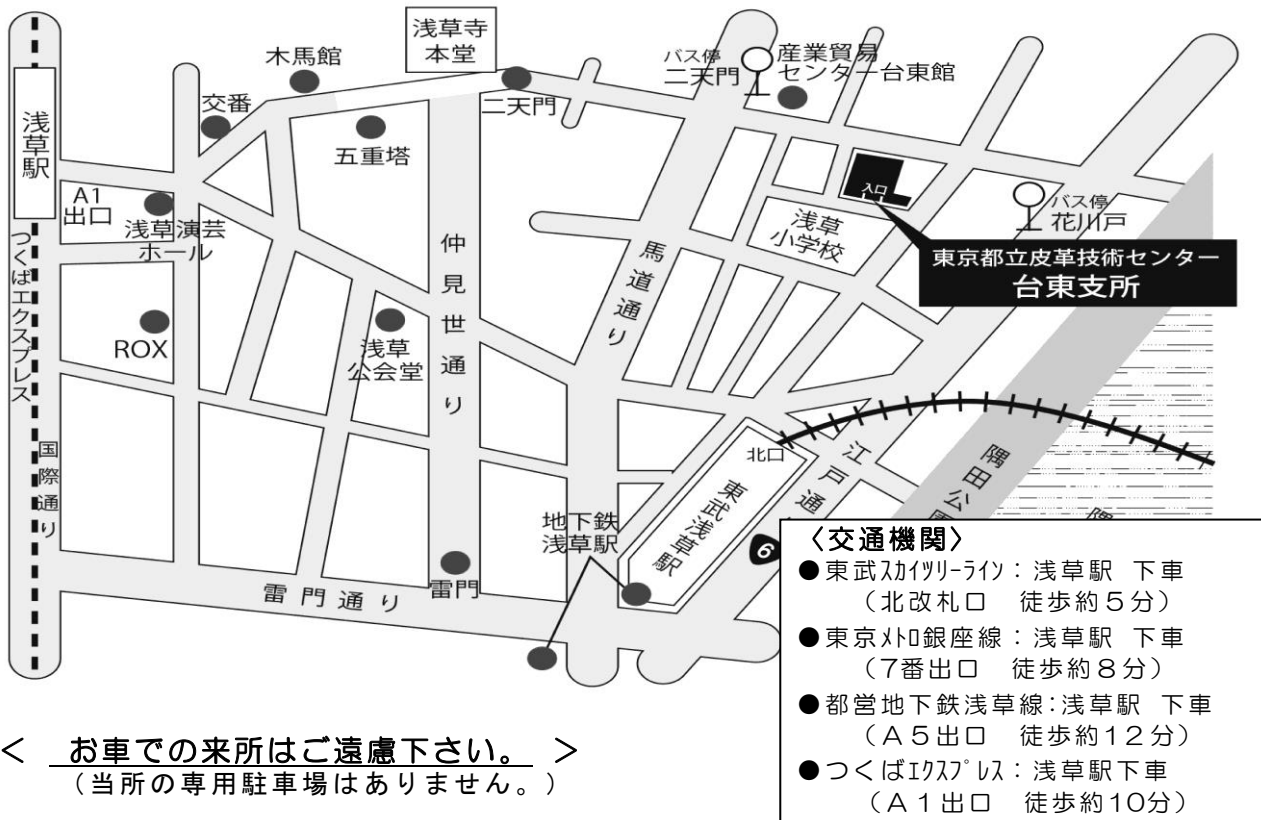 浅草寺
本堂
木馬館
バス停
二天門
産業貿易
センター台東館
交番
二天門
浅草駅
五重塔
A1
出口
入口
バス停
花川戸
浅草演芸
ホール
浅草
小学校
つくばエクスプレス
仲見世通り
馬道通り
東京都立皮革技術センター
台東支所
ROX
浅草
公会堂
国際通り
北口
江戸通
隅田公園
東武浅草駅
地下鉄
浅草駅
6
雷門通り
雷門
隅
〈交通機関〉
●東武スカイツリーライン：浅草駅 下車
（北改札口 徒歩約５分）
●東京メトロ銀座線：浅草駅 下車
（7番出口 徒歩約８分）
●都営地下鉄浅草線：浅草駅 下車
（Ａ５出口 徒歩約12分）
●つくばエクスプレス：浅草駅下車
（Ａ１出口 徒歩約10分）
＜ お車での来所はご遠慮下さい。 ＞
（当所の専用駐車場はありません。）